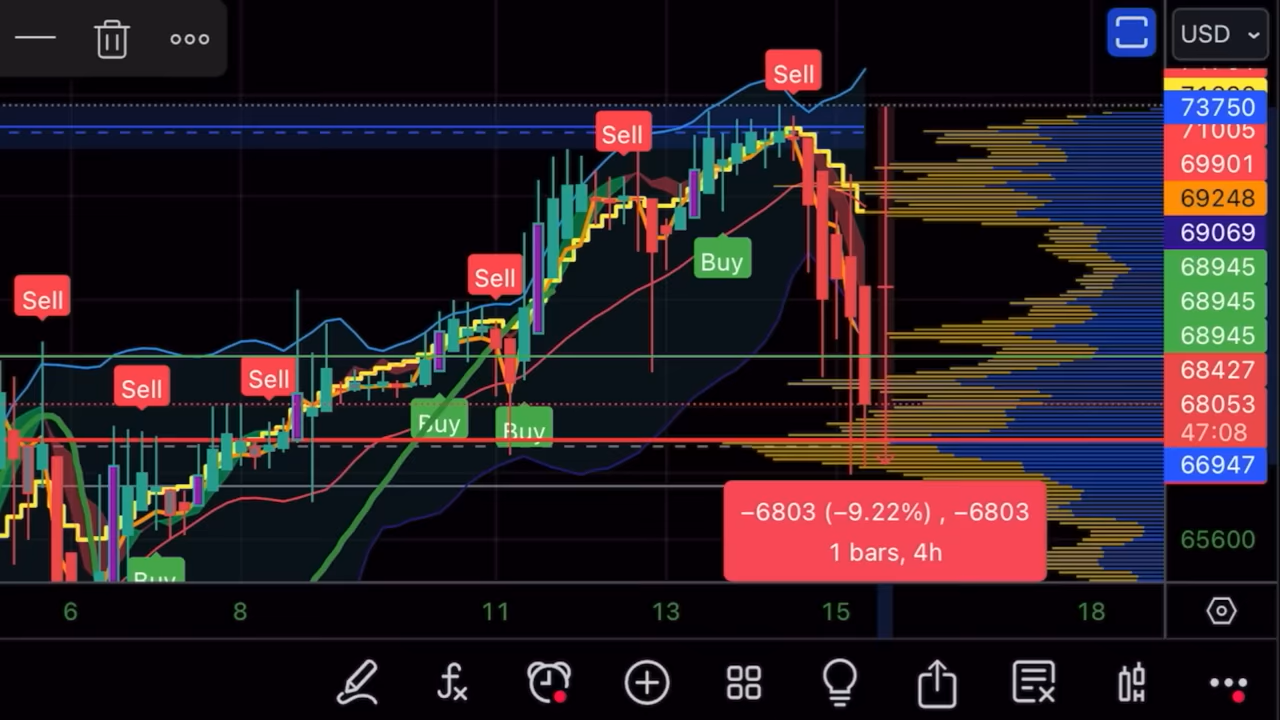 USD
Sell
73750
71005
Sell
69901
69248
69069
Buy
68945
Sell
68945
Sell
68945
Sell
Sell
68427
68053
Buy
Buy
47:08
66947
−6803 (−9.22%) , −6803
65600
1 bars, 4h
Buy
6
8
11
13
15
18